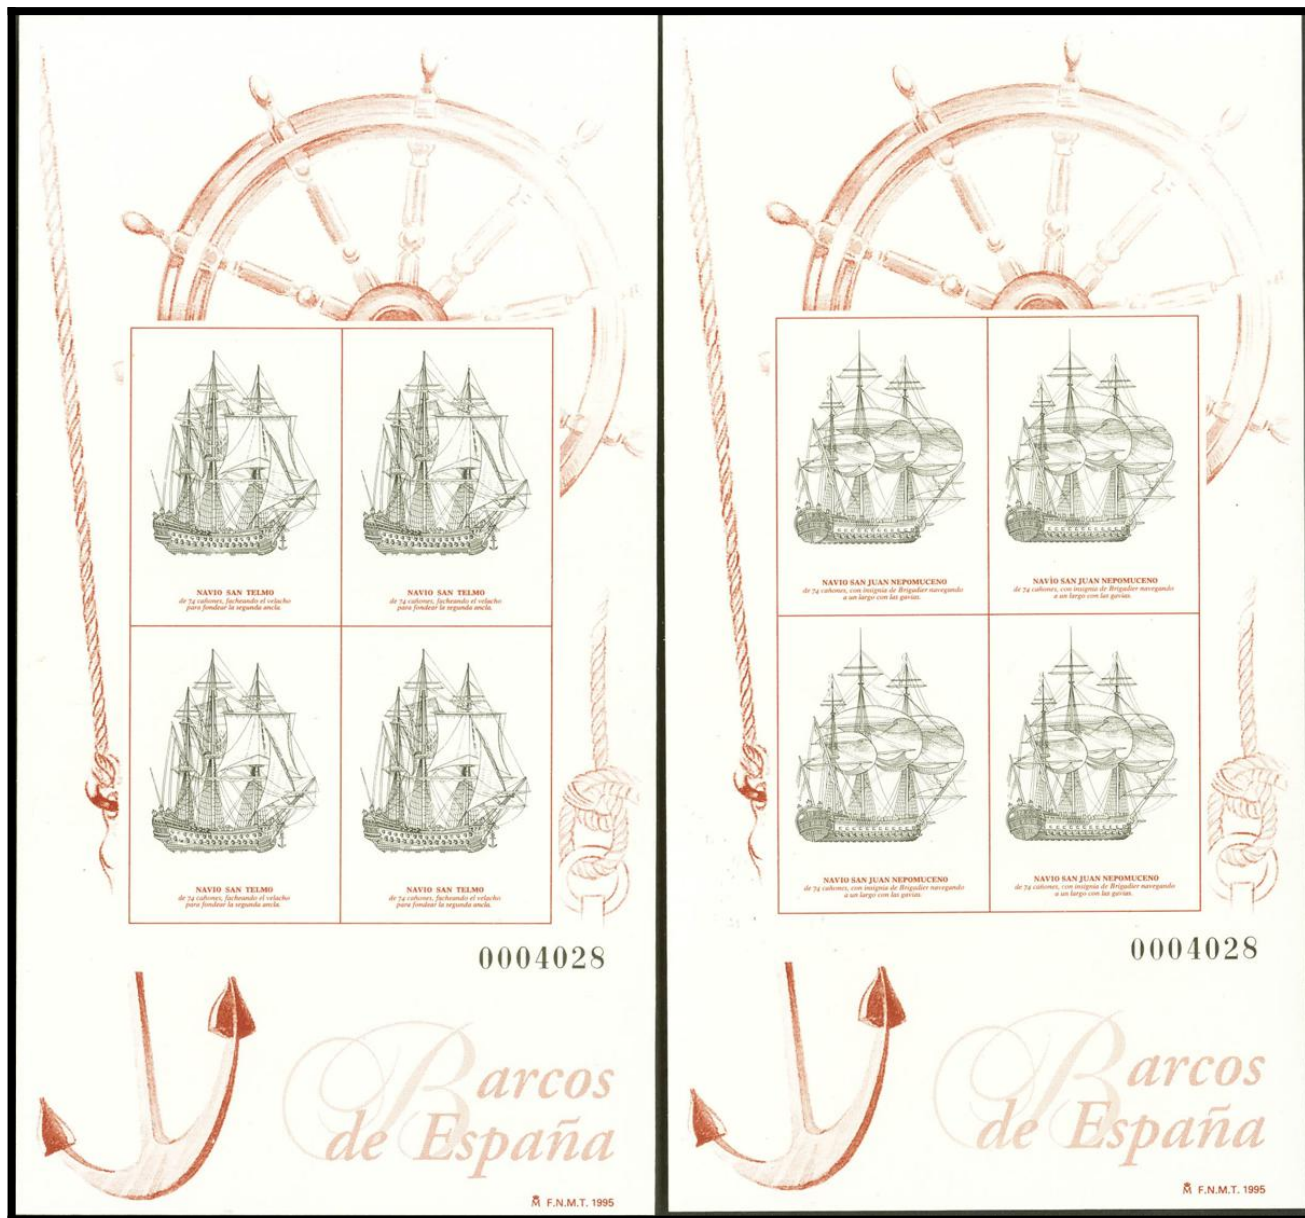 NAVIO SAN TELMO
de 74 cañones, facheando el velacho
para fondear la segunda ancla.
NAVIO SAN TELMO
de 74 cañones, facheando el velacho
para fondear la segunda ancla.
NAVIO SAN TELMO
de 74 cañones, facheando el velacho
para fondear la segunda ancla.
NAVIO SAN TELMO
de 74 cañones, facheando el velacho
para fondear la segunda ancla.
0004028
Barcos
de España
F.N.M.T. 1995
NAVIO SAN JUAN NEPOMUCENO
de 74 cañones, con insignia de Brigadier navegando
a un largo con las gavias.
NAVIO SAN JUAN NEPOMUCENO
de 74 cañones, con insignia de Brigadier navegando
a un largo con las gavias.
NAVIO SAN JUAN NEPOMUCENO
de 74 cañones, con insignia de Brigadier navegando
a un largo con las gavias.
NAVIO SAN JUAN NEPOMUCENO
de 74 cañones, con insignia de Brigadier navegando
a un largo con las gavias.
0004028
Barcos
de España
F.N.M.T. 1995